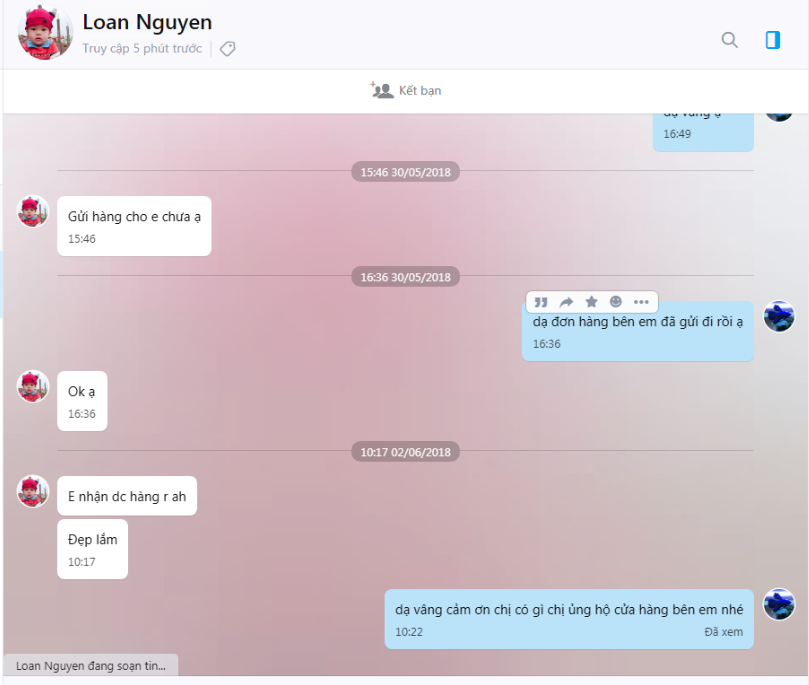 Loan Nguyen
Truy cập 5 phút trước
Kết bạn
dạ vâng ạ
16:49
15:46 30/05/2018
Gửi hàng cho e chưa ạ
15:46
16:36 30/05/2018
dạ đơn hàng bên em đã gửi đi rồi ạ
16:36
Ok ạ
16:36
10:17 02/06/2018
E nhận dc hàng r ah
Đẹp lắm
10:17
dạ vâng cảm ơn chị có gì chị ủng hộ cửa hàng bên em nhé
10:22 Đã xem
Loan Nguyen đang soạn tin...